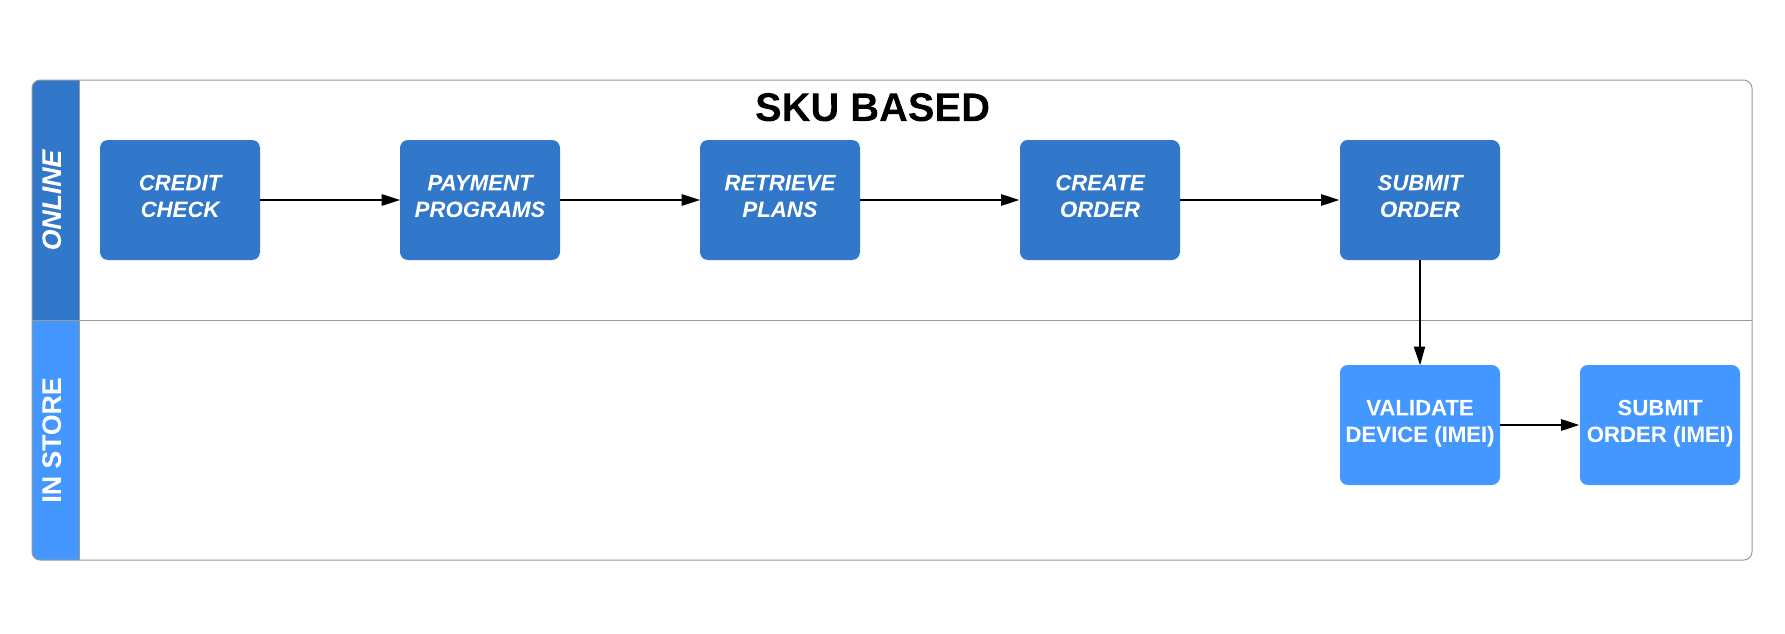 SKU BASED
ONLINE
CREDIT
CHECK
PAYMENT
PROGRAMS
RETRIEVE
PLANS
CREATE
ORDER
SUBMIT
ORDER
IN STORE
VALIDATE
DEVICE (IMEI)
SUBMIT
ORDER (IMEI)